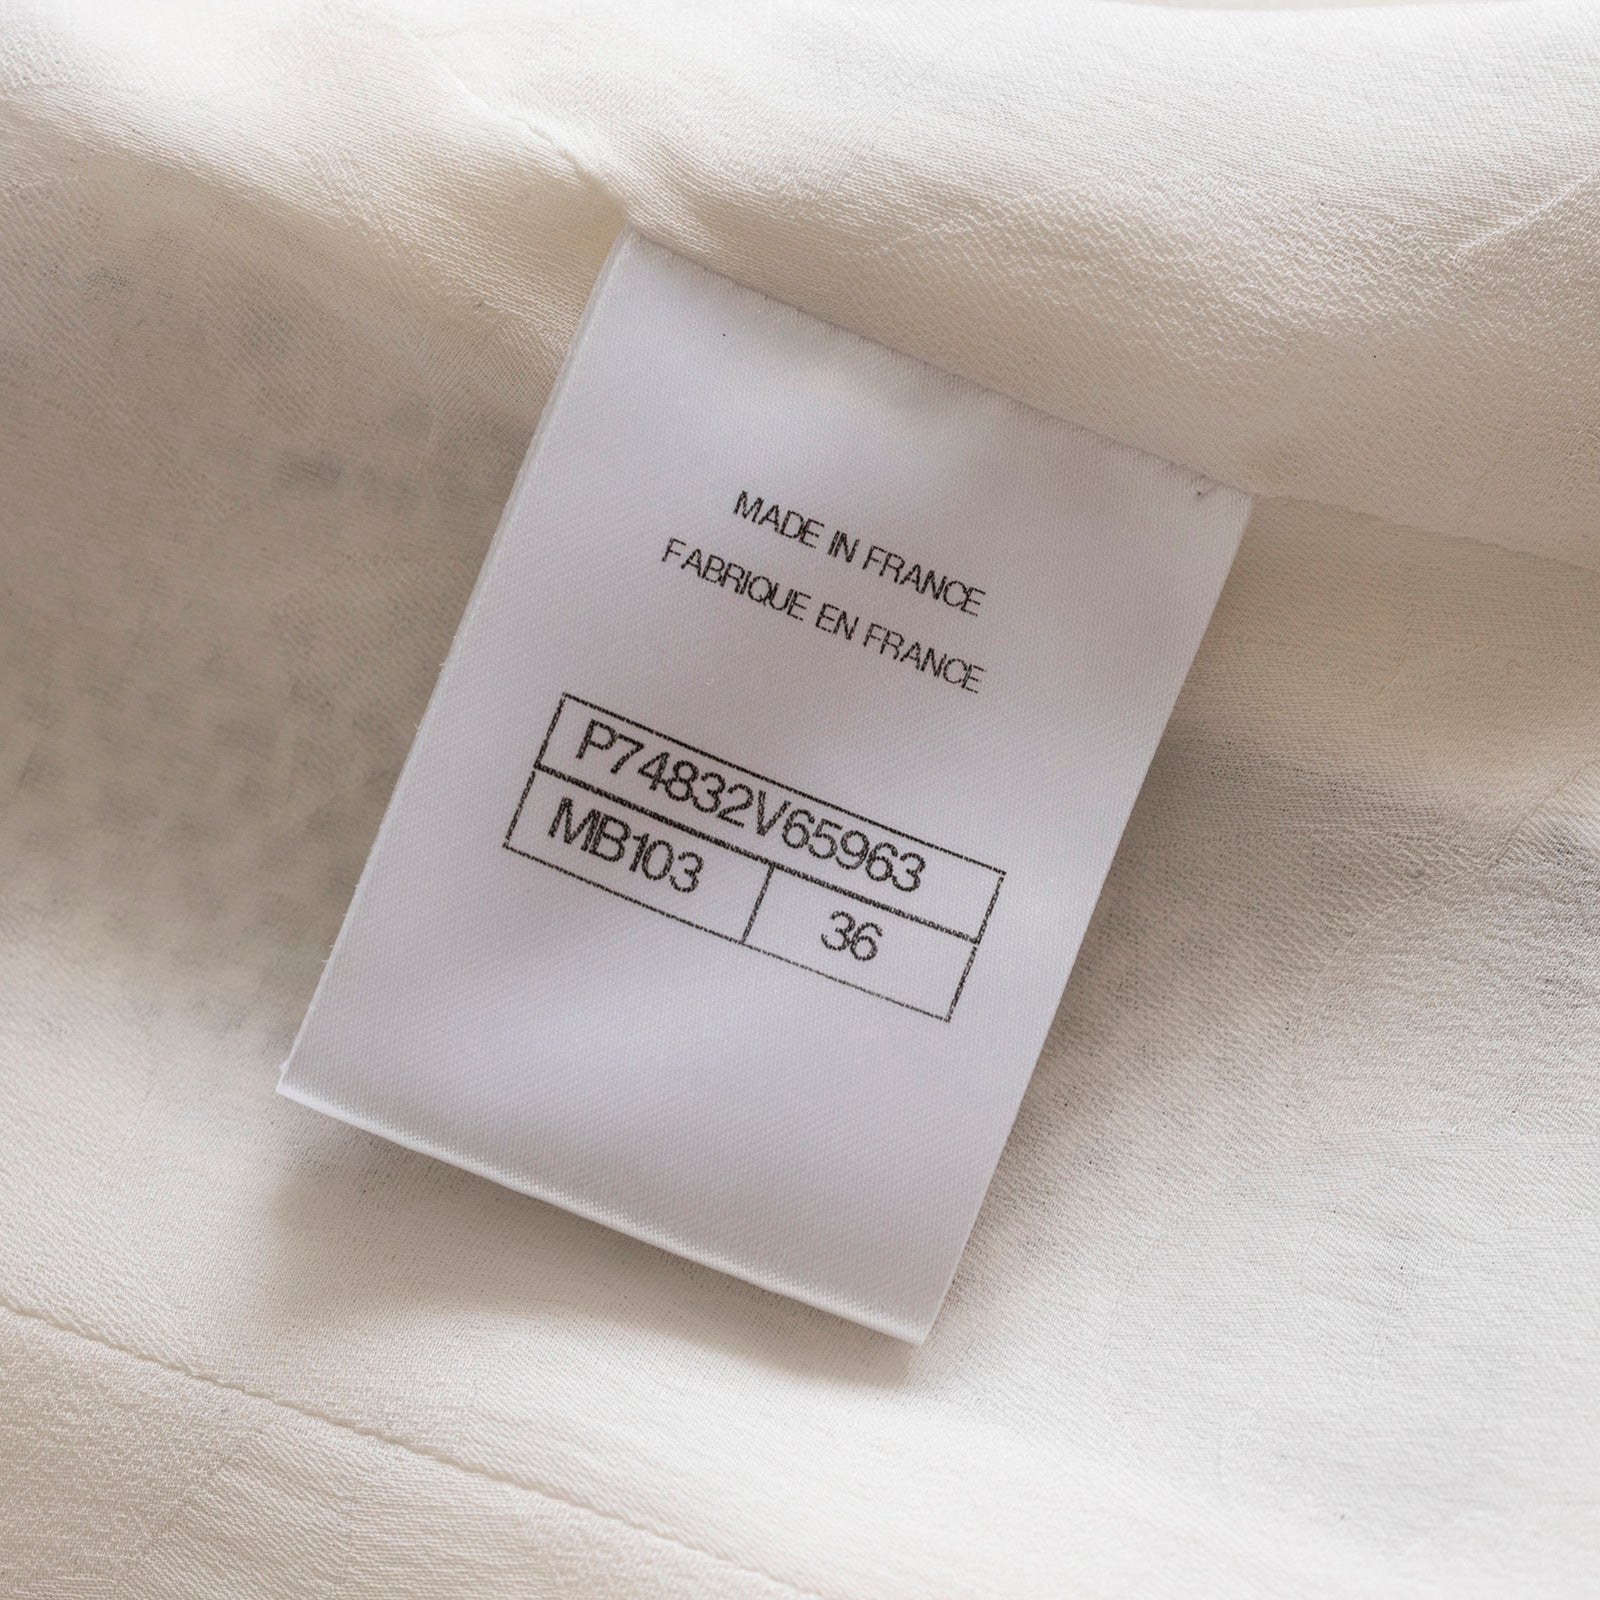 MADE IN FRANCE
FABRIQUE EN FRANCE
P74832V65963
MB103 36